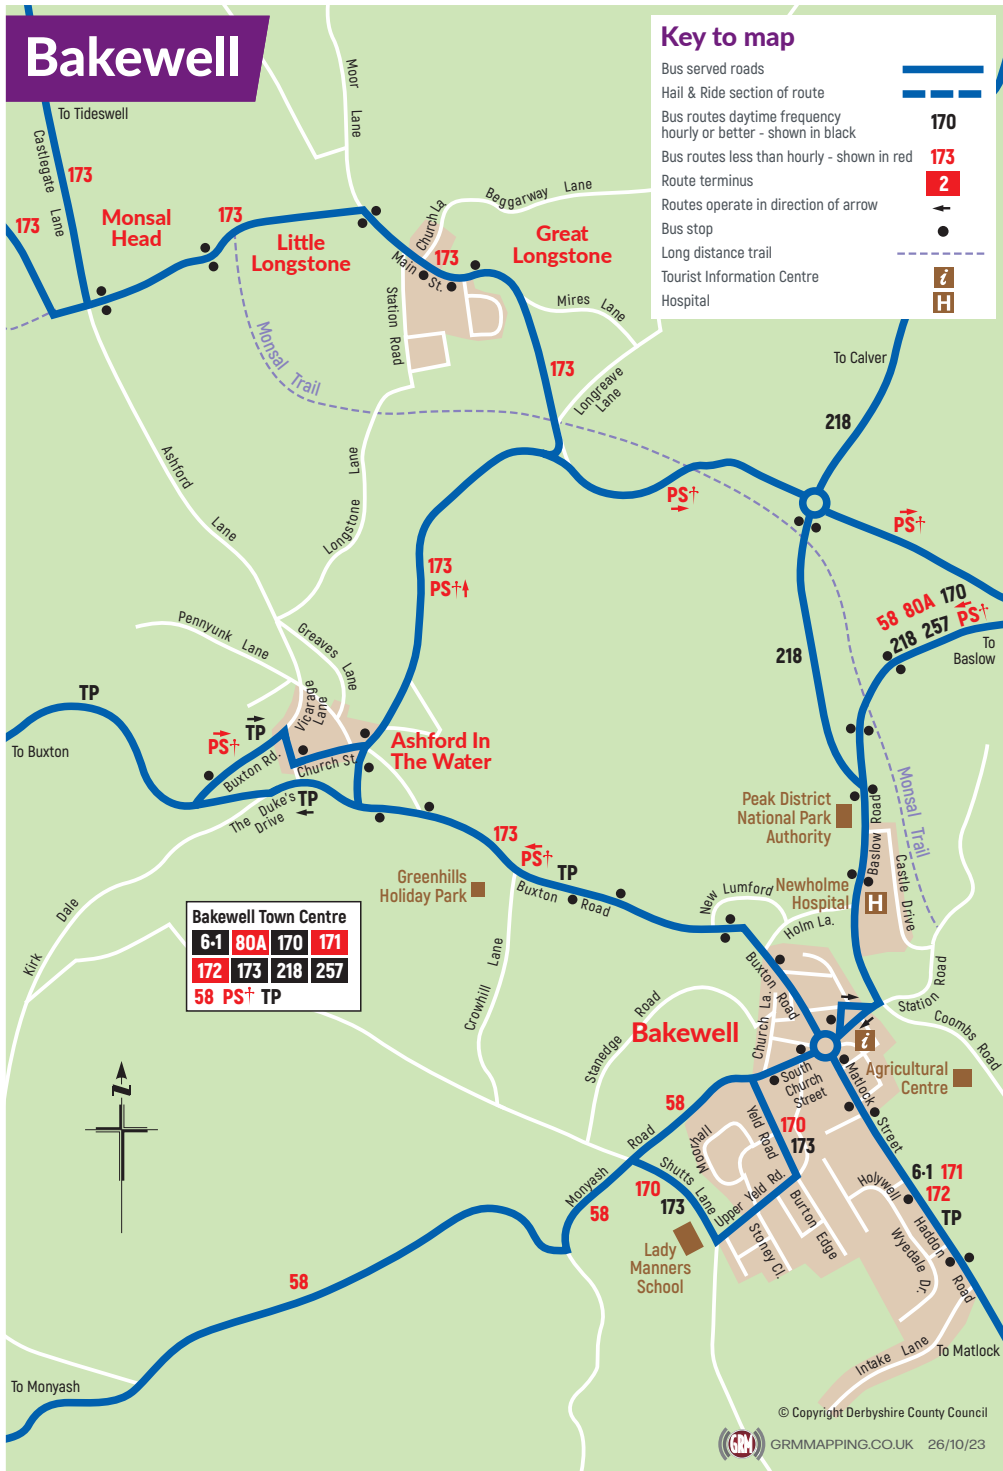 Bakewell
Key to map
Bus served roads
Hail & Ride section of route
Bus routes daytime frequency
hourly or better - shown in black
170
Bus routes less than hourly - shown in red
173
Route terminus
2
Routes operate in direction of arrow
Bus stop
Long distance trail
Tourist Information Centre
i
Hospital
H
To Tideswell
Castlegate Lane
173
173
Monsal
Head
173
Little
Longstone
Moor Lane
Church La.
Beggarway Lane
Great
Longstone
173
Main St.
Station Road
Mires Lane
Monsal Trail
173
Longreave
Lane
To Calver
218
Ashford Lane
Longstone Lane
PS†
PS†
173
PS†
58 80A 170
218 257 PS†
To
Baslow
218
Pennyunk Lane
Greaves Lane
Vicarage
Lane
TP
To Buxton
TP
PS†
Buxton Rd.
Church St.
Ashford In
The Water
The Duke's
Drive
TP
173
PS†
TP
Buxton Road
Greenhills
Holiday Park
Peak District
National Park
Authority
Baslow Road
Monsal Trail
Castle Drive
Newholme
Hospital
H
New Lumford
Holm La.
Kirk Dale
Bakewell Town Centre
6·1 80A 170 171
172 173 218 257
58 PS† TP
Crowhill Lane
Stanedge Road
Bakewell
Church La.
Buxton Road
Station Road
Coombs Road
i
Agricultural
Centre
South
Church
Street
Matlock Street
58
Yeld Road
170
173
Moorhall
Monyash Road
58
170
173
Shutts Lane
Upper Yeld Rd.
Lady
Manners
School
Stoney Cl.
Burton Edge
Holywell
6·1 171
172
TP
Wyedale Dr.
Haddon Road
Intake Lane
To Matlock
58
To Monyash
© Copyright Derbyshire County Council
GRM
GRMMAPPING.CO.UK 26/10/23